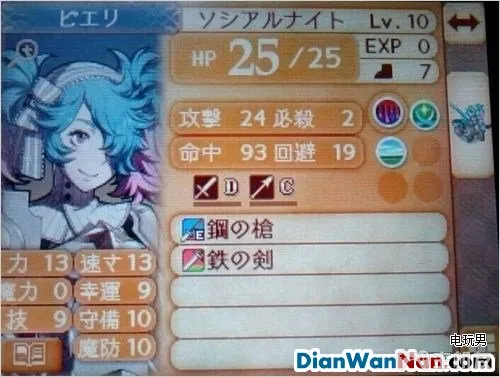 ピエリ
ソシアルナイト Lv.10
HP 25/25
EXP 0
7
攻撃 24 必殺 2
命中 93 回避 19
D C
E 鋼の槍
鉄の剣
力 13 速さ 13
魔力 0 幸運 9
技 9 守備 10
魔防 10
电玩男
DianWanNan.com